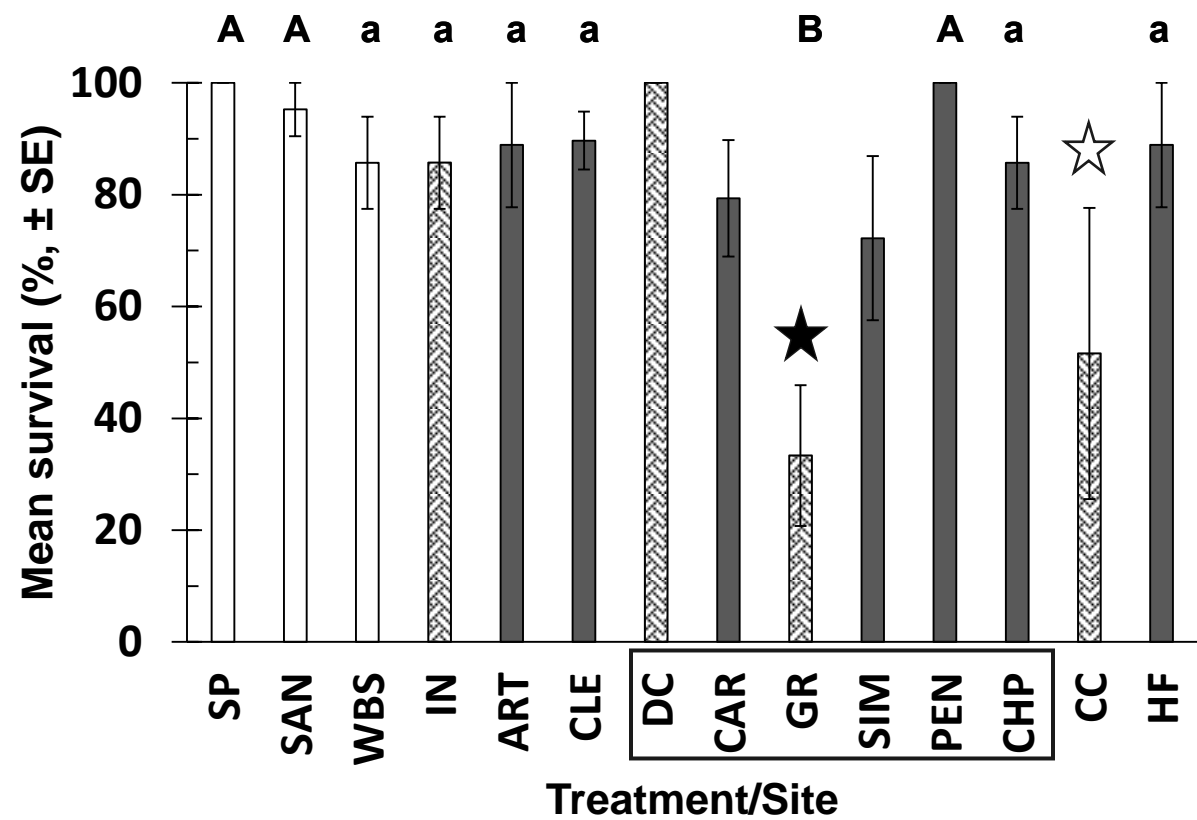 A A a a a a B A a a
Mean survival (%, ± SE)
100
80
60
40
20
0
SP SAN WBS IN ART CLE DC CAR GR SIM PEN CHP CC HF
Treatment/Site